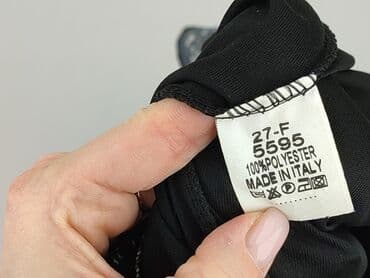 27-F
5595
100%POLYESTER
MADE IN ITALY